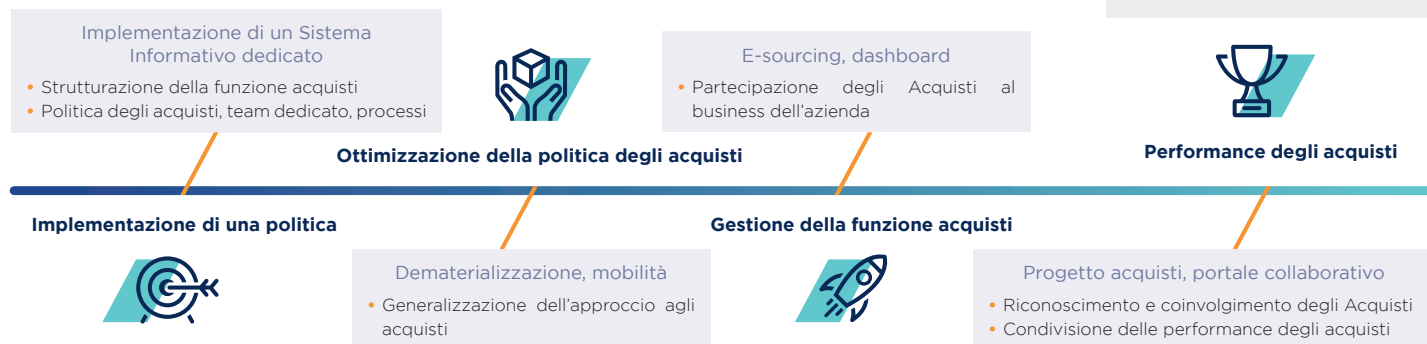 Implementazione di un Sistema
Informativo dedicato
• Strutturazione della funzione acquisti
• Politica degli acquisti, team dedicato, processi
E-sourcing, dashboard
• Partecipazione degli Acquisti al
business dell’azienda
Ottimizzazione della politica degli acquisti
Performance degli acquisti
Implementazione di una politica
Gestione della funzione acquisti
Dematerializzazione, mobilità
• Generalizzazione dell’approccio agli
acquisti
Progetto acquisti, portale collaborativo
• Riconoscimento e coinvolgimento degli Acquisti
• Condivisione delle performance degli acquisti